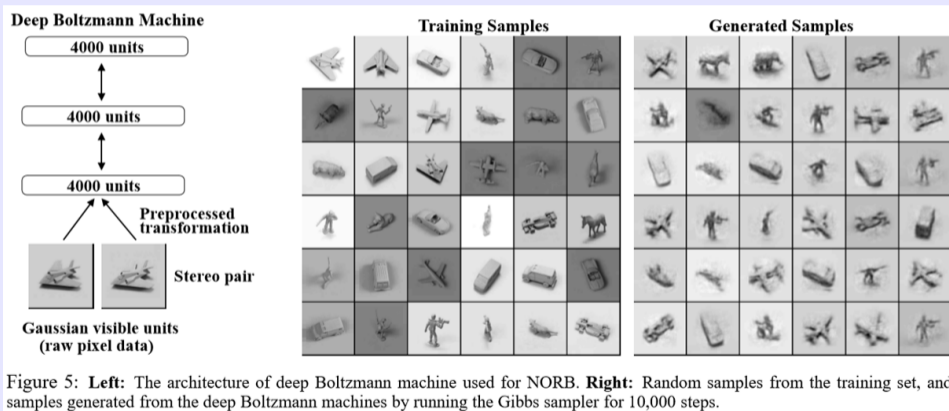 Deep Boltzmann Machine
4000 units
4000 units
4000 units
Preprocessed
transformation
Stereo pair
Gaussian visible units
(raw pixel data)
Training Samples
Generated Samples
Figure 5: Left: The architecture of deep Boltzmann machine used for NORB. Right: Random samples from the training set, and
samples generated from the deep Boltzmann machines by running the Gibbs sampler for 10,000 steps.